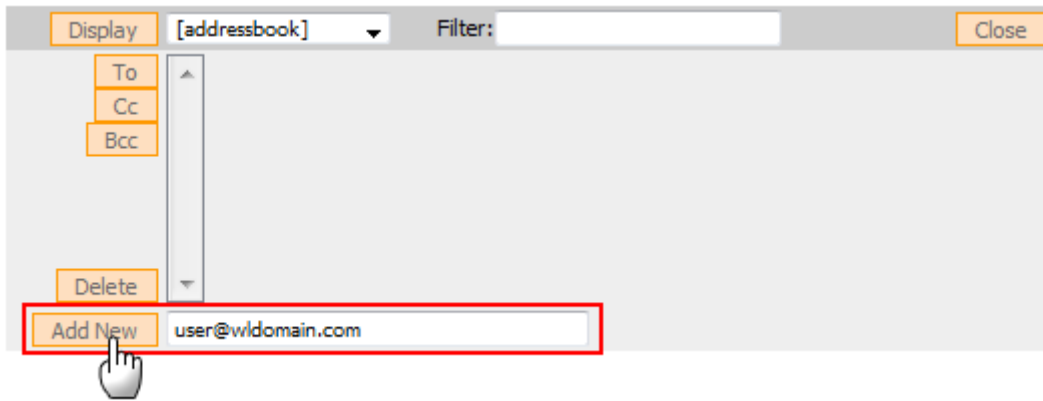 Display [addressbook] Filter: Close
To
Cc
Bcc
Delete
Add New user@wldomain.com